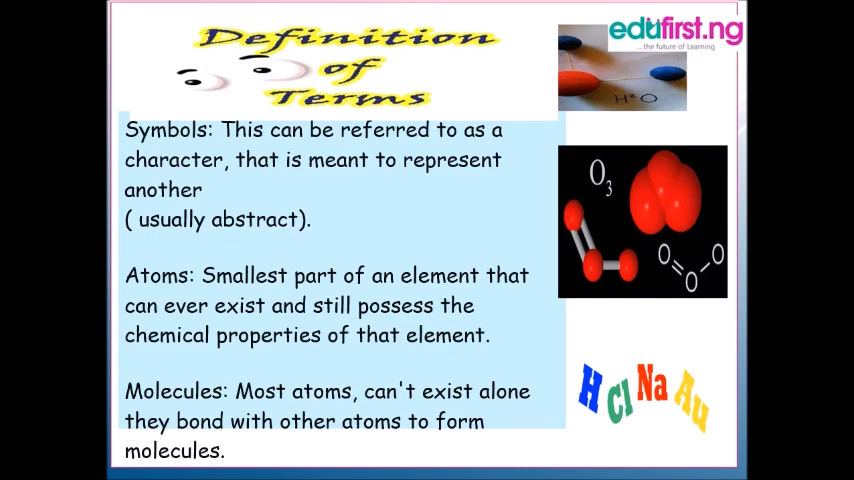 edufirst.ng
...the future of Learning
Definition
of
Terms
H2O
Symbols: This can be referred to as a
character, that is meant to represent
another
( usually abstract).
O3
O
O
O
Atoms: Smallest part of an element that
can ever exist and still possess the
chemical properties of that element.
H Cl Na Au
Molecules: Most atoms, can't exist alone
they bond with other atoms to form
molecules.